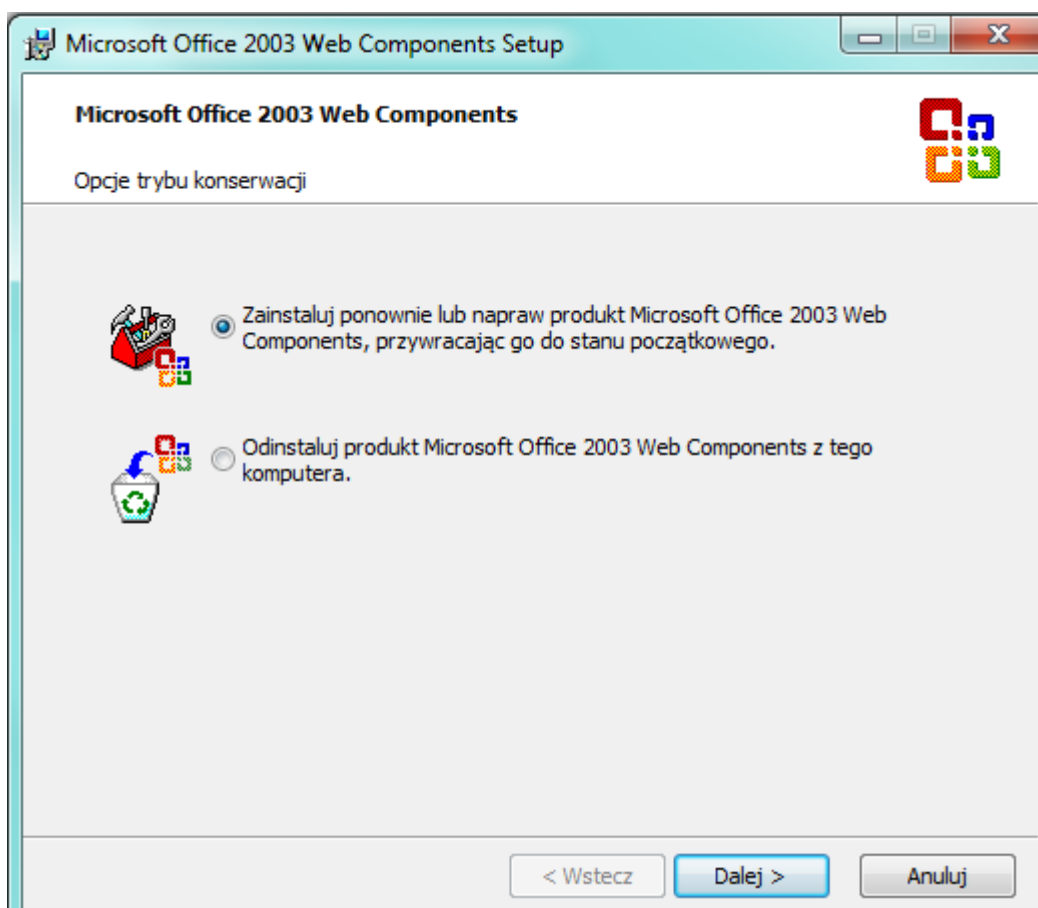 Microsoft Office 2003 Web Components Setup
Microsoft Office 2003 Web Components
Opcje trybu konserwacji
Zainstaluj ponownie lub napraw produkt Microsoft Office 2003 Web
Components, przywracając go do stanu początkowego.
Odinstaluj produkt Microsoft Office 2003 Web Components z tego
komputera.
< Wstecz
Dalej >
Anuluj